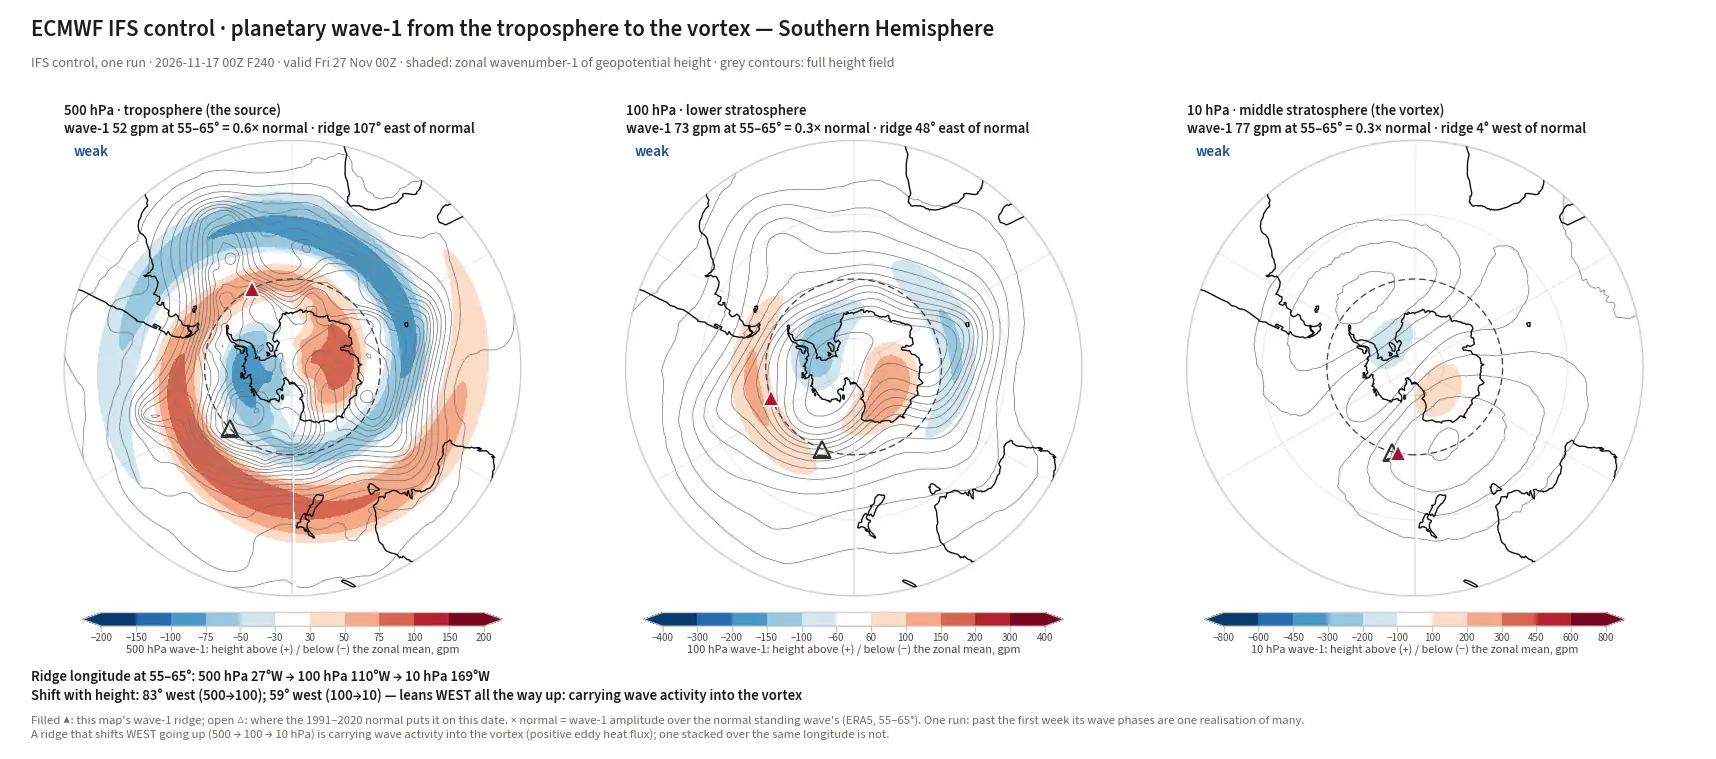 ECMWF IFS control · planetary wave-1 from the troposphere to the vortex — Southern Hemisphere
IFS control, one run · 2026-11-17 00Z F240 · valid Fri 27 Nov 00Z · shaded: zonal wavenumber-1 of geopotential height · grey contours: full height field
500 hPa · troposphere (the source)
wave-1 52 gpm at 55–65° = 0.6× normal · ridge 107° east of normal
weak
100 hPa · lower stratosphere
wave-1 73 gpm at 55–65° = 0.3× normal · ridge 48° east of normal
weak
10 hPa · middle stratosphere (the vortex)
wave-1 77 gpm at 55–65° = 0.3× normal · ridge 4° west of normal
weak
−200 −150 −100 −75 −50 −30 30 50 75 100 150 200
500 hPa wave-1: height above (+) / below (−) the zonal mean, gpm
−400 −300 −200 −150 −100 −60 60 100 150 200 300 400
100 hPa wave-1: height above (+) / below (−) the zonal mean, gpm
−800 −600 −450 −300 −200 −100 100 200 300 450 600 800
10 hPa wave-1: height above (+) / below (−) the zonal mean, gpm
Ridge longitude at 55–65°: 500 hPa 27°W → 100 hPa 110°W → 10 hPa 169°W
Shift with height: 83° west (500→100); 59° west (100→10) — leans WEST all the way up: carrying wave activity into the vortex
Filled ▲: this map's wave-1 ridge; open △: where the 1991–2020 normal puts it on this date. × normal = wave-1 amplitude over the normal standing wave's (ERA5, 55–65°). One run: past the first week its wave phases are one realisation of many.
A ridge that shifts WEST going up (500 → 100 → 10 hPa) is carrying wave activity into the vortex (positive eddy heat flux); one stacked over the same longitude is not.